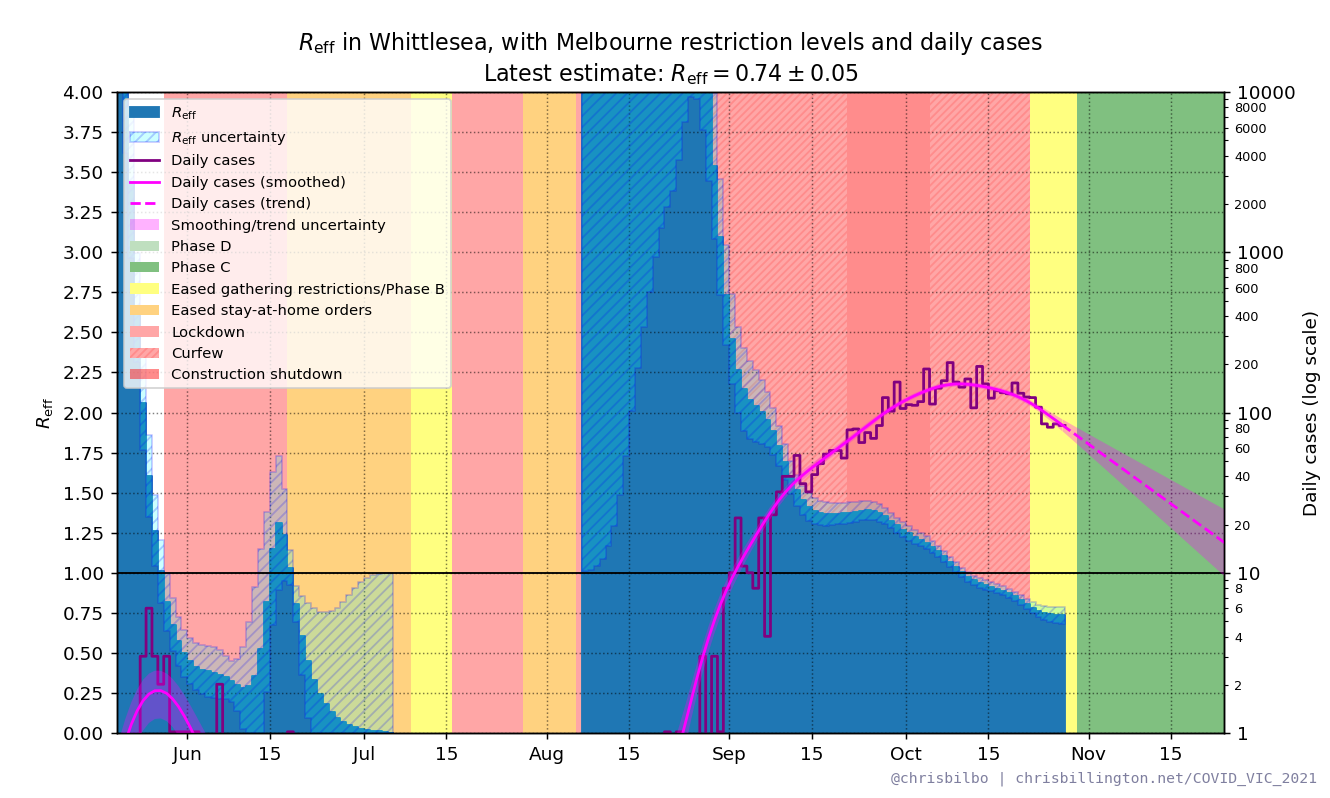 R_eff in Whittlesea, with Melbourne restriction levels and daily cases
Latest estimate: R_eff = 0.74 ± 0.05
R_eff
R_eff uncertainty
Daily cases
Daily cases (smoothed)
Daily cases (trend)
Smoothing/trend uncertainty
Phase D
Phase C
Eased gathering restrictions/Phase B
Eased stay-at-home orders
Lockdown
Curfew
Construction shutdown
R_eff
4.00
3.75
3.50
3.25
3.00
2.75
2.50
2.25
2.00
1.75
1.50
1.25
1.00
0.75
0.50
0.25
0.00
10000
8000
6000
4000
2000
1000
800
600
400
200
100
80
60
40
20
10
8
6
4
2
1
Daily cases (log scale)
Jun 15 Jul 15 Aug 15 Sep 15 Oct 15 Nov 15
@chrisbilbo | chrisbillington.net/COVID_VIC_2021